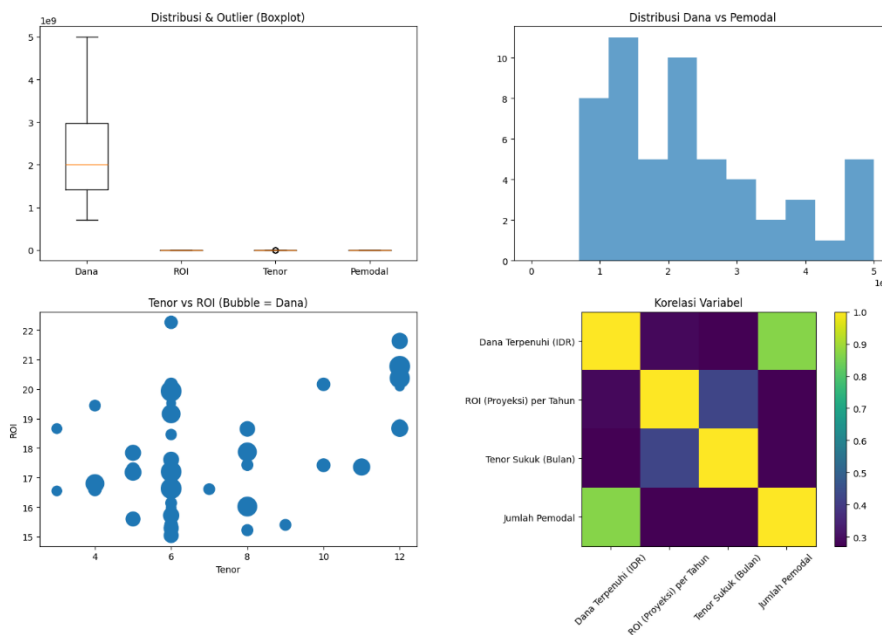 Distribusi & Outlier (Boxplot)
1e9
5
4
3
2
1
0
Dana ROI Tenor Pemodal
Distribusi Dana vs Pemodal
10
8
6
4
2
0
0 1 2 3 4 5
Tenor vs ROI (Bubble = Dana)
ROI
22
21
20
19
18
17
16
15
4 6 8 10 12
Tenor
Korelasi Variabel
Dana Terpenuhi (IDR)
ROI (Proyeksi) per Tahun
Tenor Sukuk (Bulan)
Jumlah Pemodal
Dana Terpenuhi (IDR)
ROI (Proyeksi) per Tahun
Tenor Sukuk (Bulan)
Jumlah Pemodal
1.0
0.9
0.8
0.7
0.6
0.5
0.4
0.3